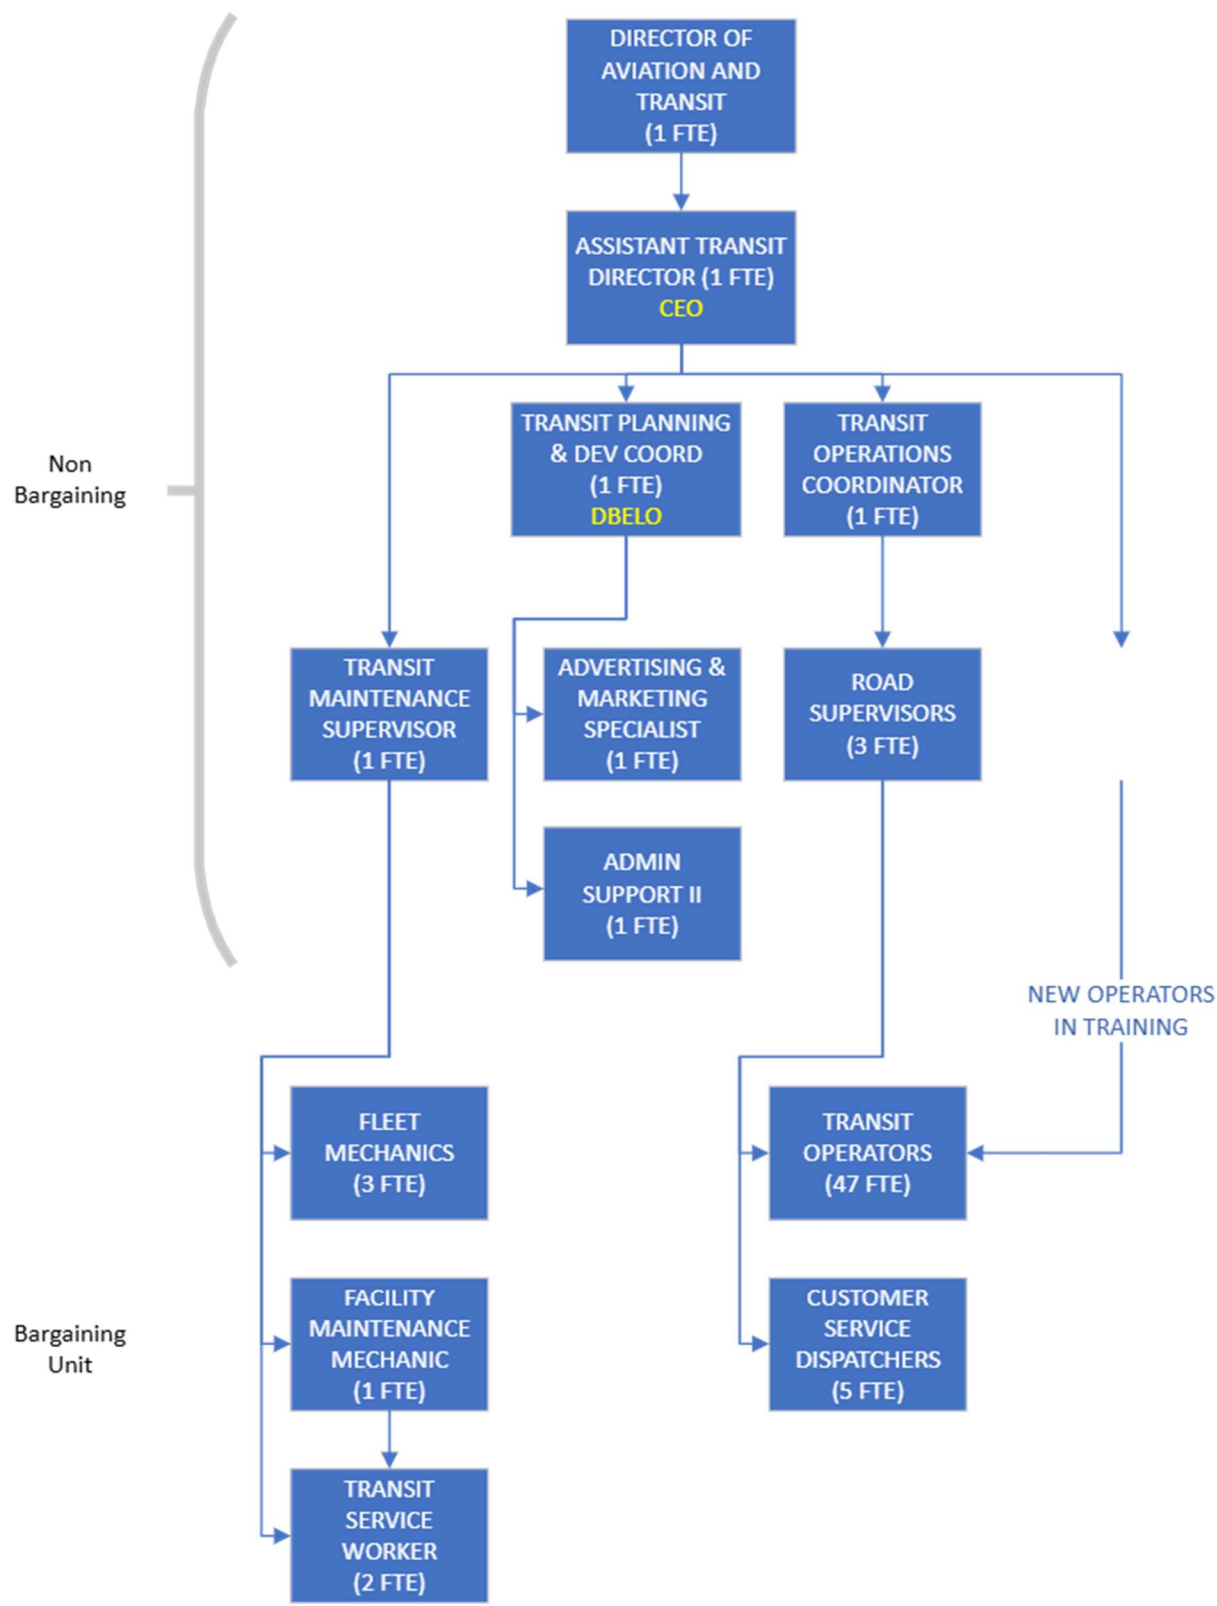 DIRECTOR OF
AVIATION AND
TRANSIT
(1 FTE)
ASSISTANT TRANSIT
DIRECTOR (1 FTE)
CEO
TRANSIT PLANNING
& DEV COORD
(1 FTE)
DBELO
TRANSIT
OPERATIONS
COORDINATOR
(1 FTE)
Non
Bargaining
TRANSIT
MAINTENANCE
SUPERVISOR
(1 FTE)
ADVERTISING &
MARKETING
SPECIALIST
(1 FTE)
ROAD
SUPERVISORS
(3 FTE)
ADMIN
SUPPORT II
(1 FTE)
NEW OPERATORS
IN TRAINING
FLEET
MECHANICS
(3 FTE)
TRANSIT
OPERATORS
(47 FTE)
Bargaining
Unit
FACILITY
MAINTENANCE
MECHANIC
(1 FTE)
CUSTOMER
SERVICE
DISPATCHERS
(5 FTE)
TRANSIT
SERVICE
WORKER
(2 FTE)